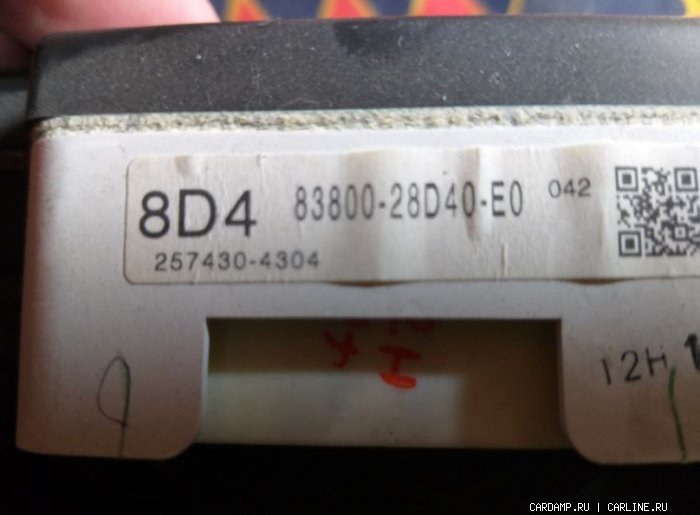 8D4 83800-28D40-E0 042
257430-4304
12H
CARDAMP.RU | CARLINE.RU